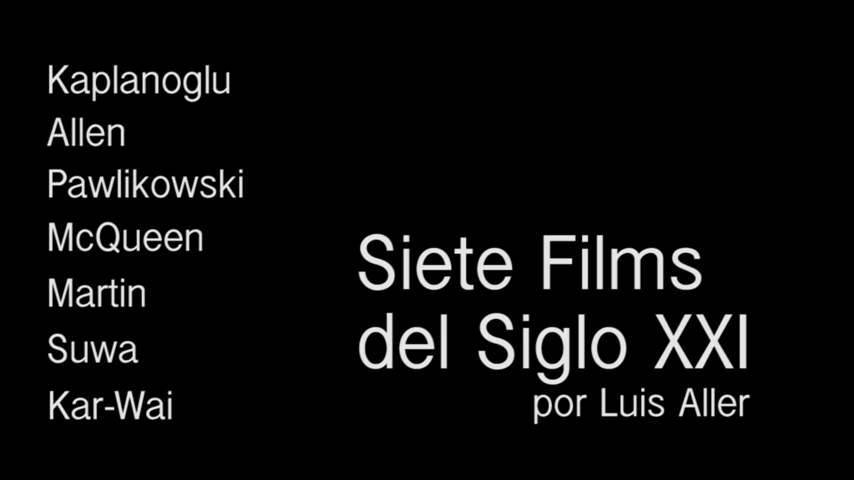 Kaplanoglu
Allen
Pawlikowski
McQueen
Martin
Suwa
Kar-Wai
Siete Films
del Siglo XXI
por Luis Aller